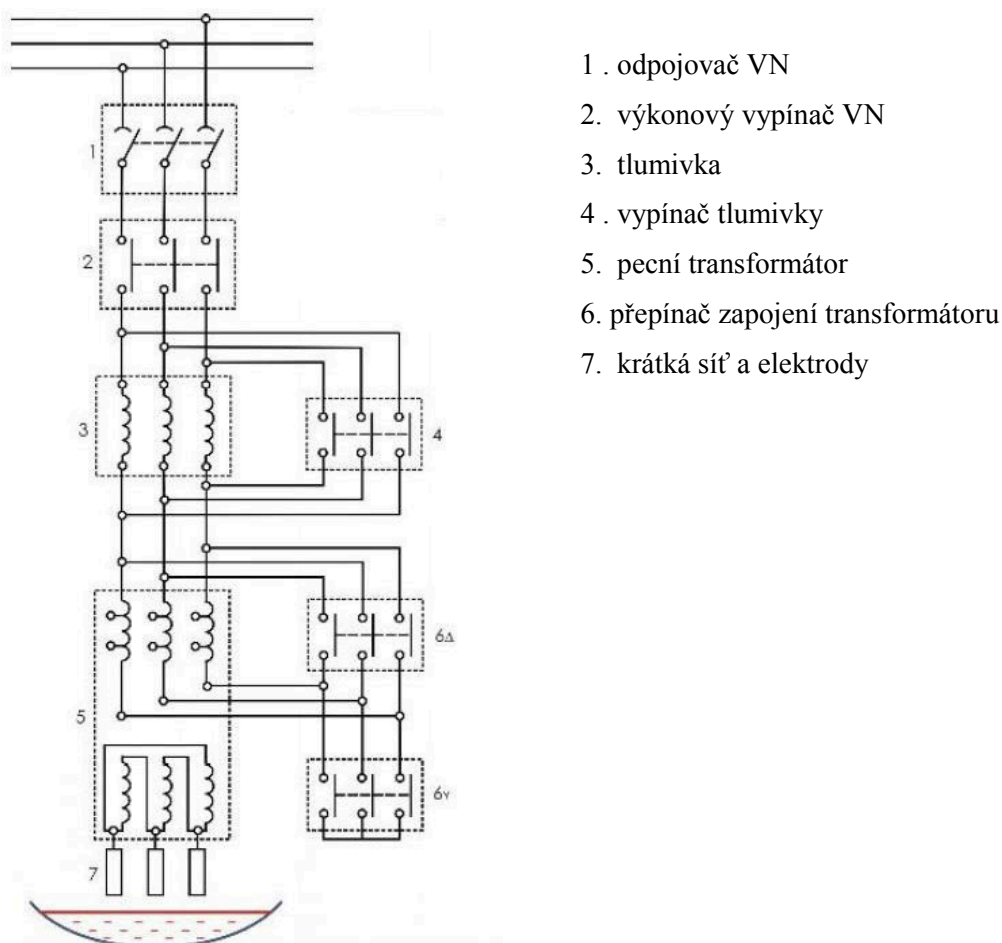 1 . odpojovač VN
2. výkonový vypínač VN
3. tlumivka
4 . vypínač tlumivky
5. pecní transformátor
6. přepínač zapojení transformátoru
7. krátká síť a elektrody
1
2
3
4
6Δ
5
6Y
7